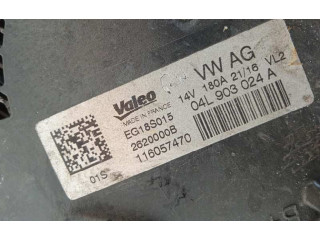 Valeo
MADE IN FRANCE
EG18S015
2620000B
116057470
01S
VW AG
14V 180A 21/16 VL2
04L 903 024 A